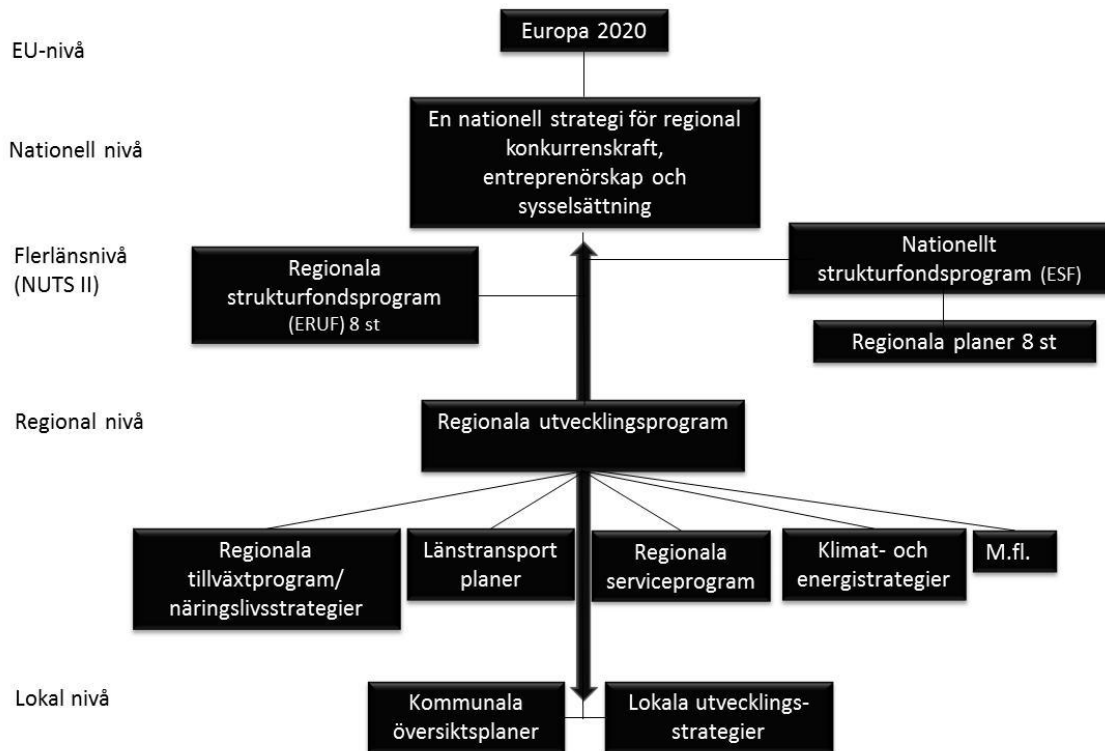 Europa 2020
EU-nivå
En nationell strategi för regional
konkurrenskraft,
entreprenörskap och
sysselsättning
Nationell nivå
Flerlänsnivå
(NUTS II)
Regionala
strukturfondsprogram
(ERUF) 8 st
Nationellt
strukturfondsprogram (ESF)
Regionala planer 8 st
Regional nivå
Regionala utvecklingsprogram
Regionala
tillväxtprogram/
näringslivsstrategier
Länstransport
planer
Regionala
serviceprogram
Klimat- och
energistrategier
M.fl.
Lokal nivå
Kommunala
översiktsplaner
Lokala utvecklings-
strategier